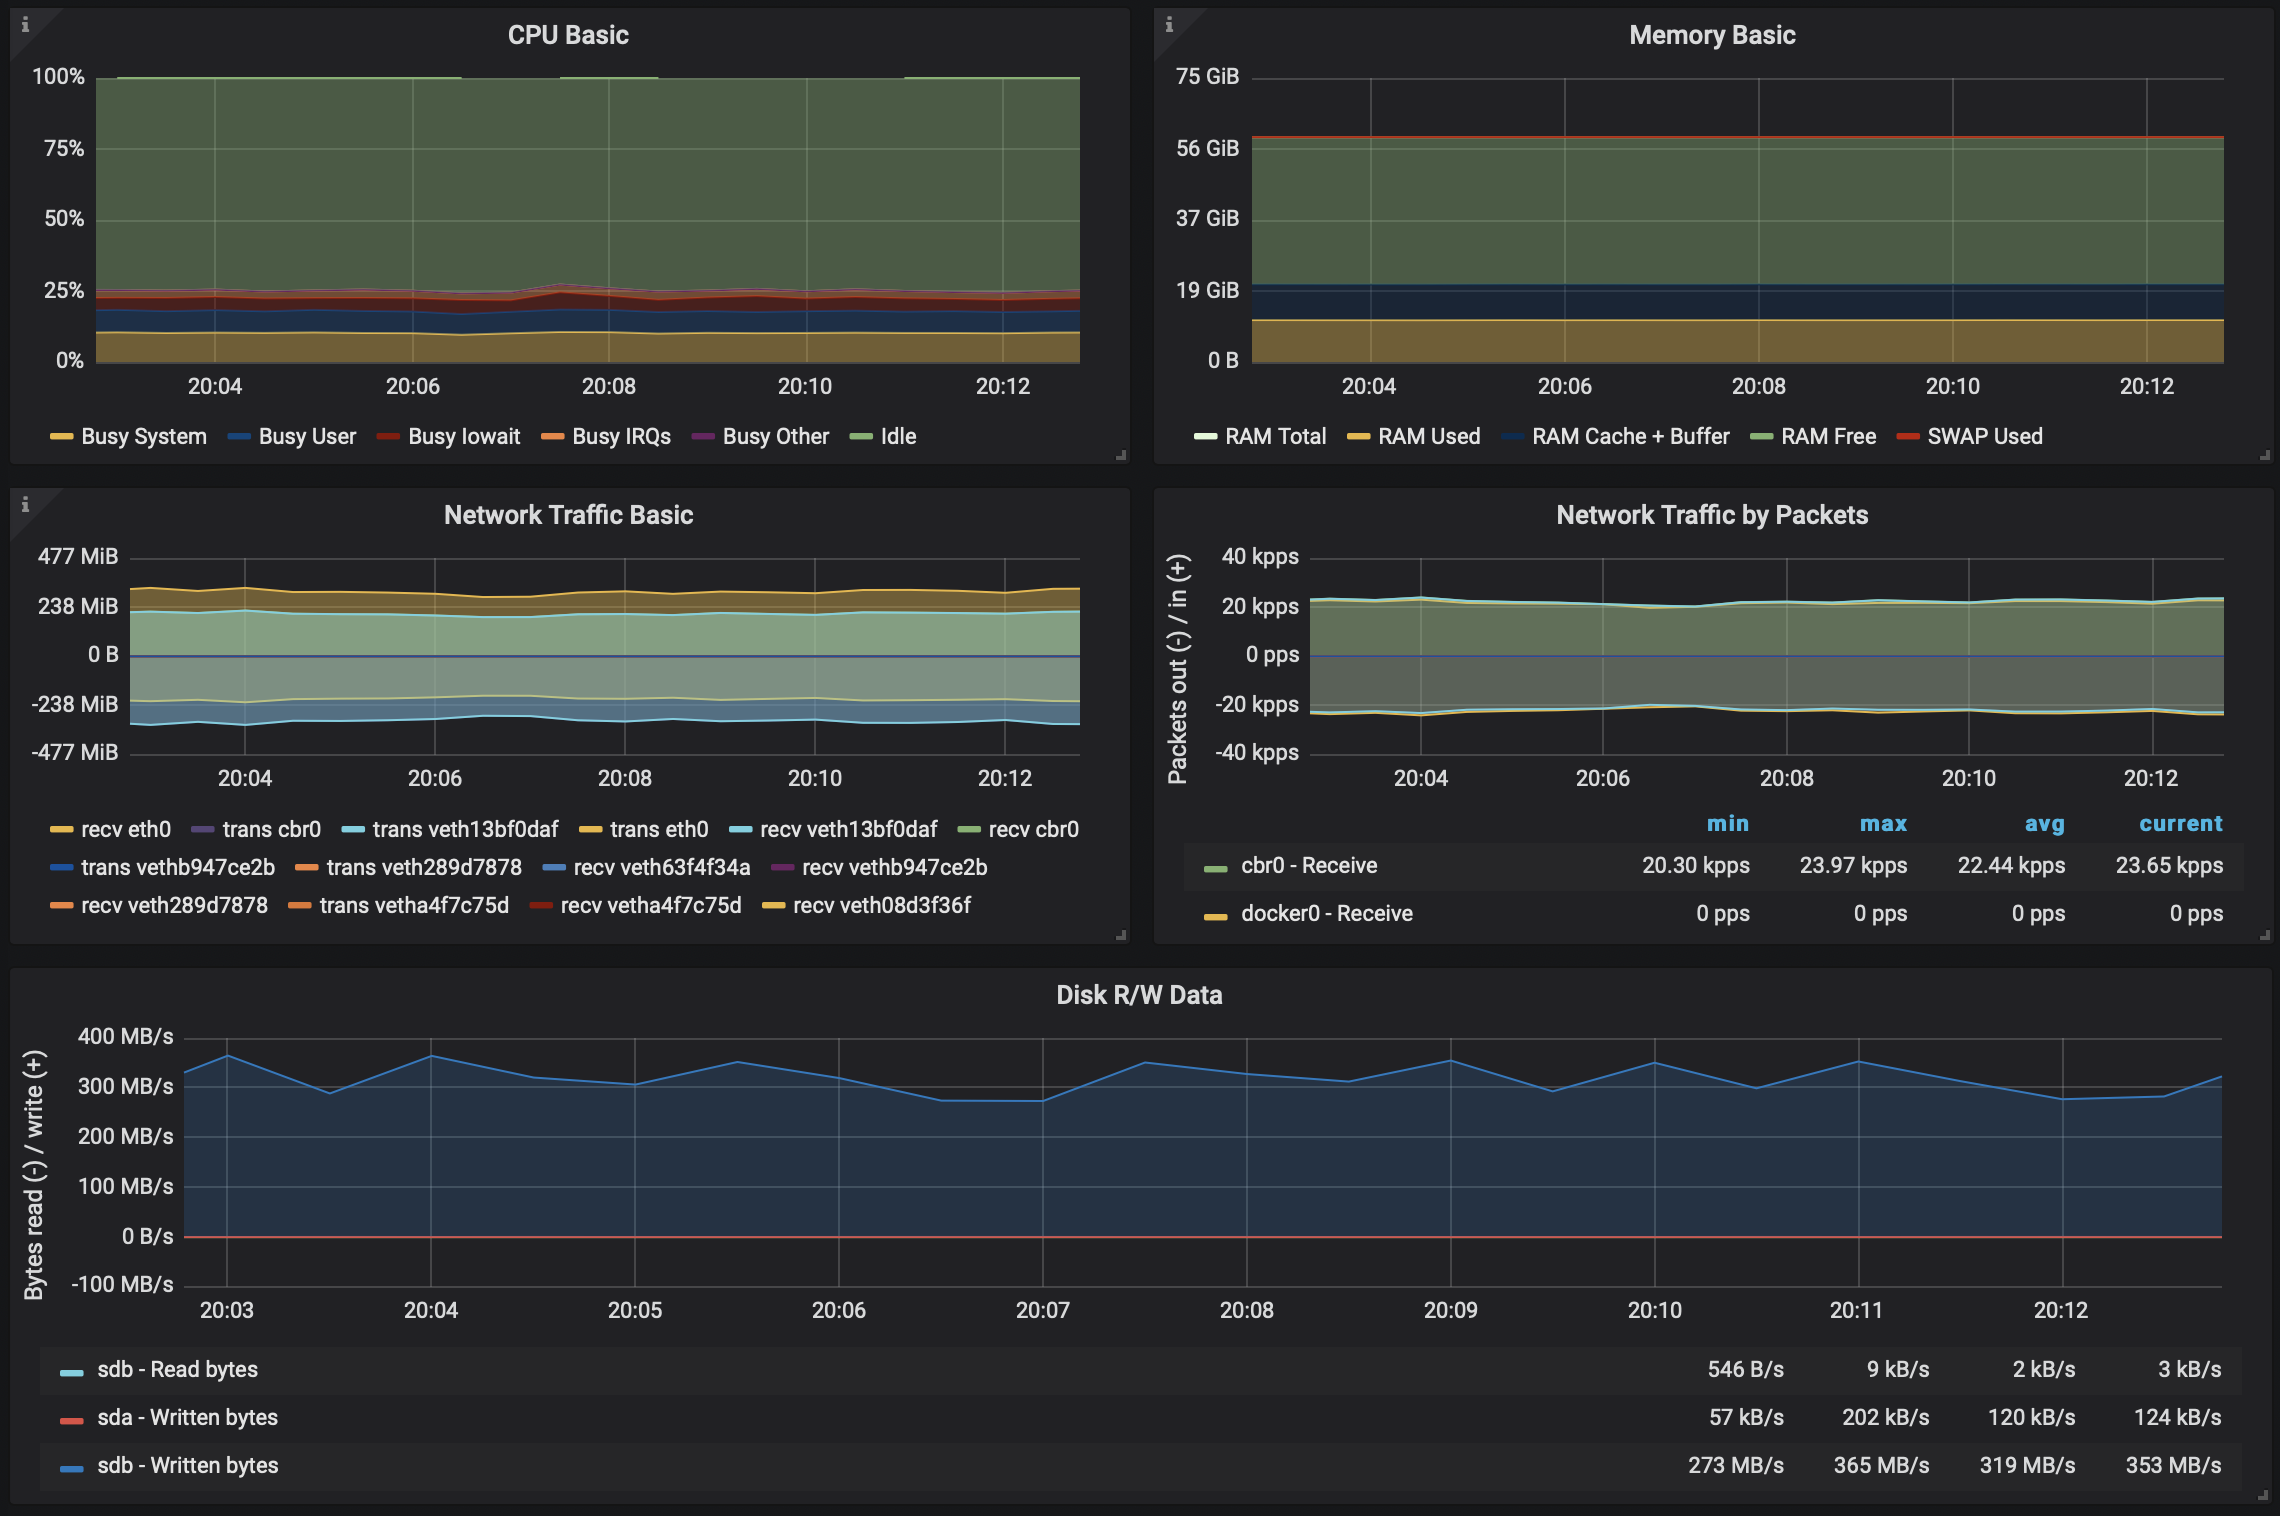 CPU Basic
100%
75%
50%
25%
0%
20:04 20:06 20:08 20:10 20:12
Busy System Busy User Busy Iowait Busy IRQs Busy Other Idle
Memory Basic
75 GiB
56 GiB
37 GiB
19 GiB
0 B
20:04 20:06 20:08 20:10 20:12
RAM Total RAM Used RAM Cache + Buffer RAM Free SWAP Used
Network Traffic Basic
477 MiB
238 MiB
0 B
-238 MiB
-477 MiB
20:04 20:06 20:08 20:10 20:12
recv eth0 trans cbr0 trans veth13bf0daf trans eth0 recv veth13bf0daf recv cbr0
trans vethb947ce2b trans veth289d7878 recv veth63f4f34a recv vethb947ce2b
recv veth289d7878 trans vetha4f7c75d recv vetha4f7c75d recv veth08d3f36f
Network Traffic by Packets
Packets out (-) / in (+)
40 kpps
20 kpps
0 pps
-20 kpps
-40 kpps
20:04 20:06 20:08 20:10 20:12
min max avg current
cbr0 - Receive 20.30 kpps 23.97 kpps 22.44 kpps 23.65 kpps
docker0 - Receive 0 pps 0 pps 0 pps 0 pps
Disk R/W Data
Bytes read (-) / write (+)
400 MB/s
300 MB/s
200 MB/s
100 MB/s
0 B/s
-100 MB/s
20:03 20:04 20:05 20:06 20:07 20:08 20:09 20:10 20:11 20:12
sdb - Read bytes 546 B/s 9 kB/s 2 kB/s 3 kB/s
sda - Written bytes 57 kB/s 202 kB/s 120 kB/s 124 kB/s
sdb - Written bytes 273 MB/s 365 MB/s 319 MB/s 353 MB/s